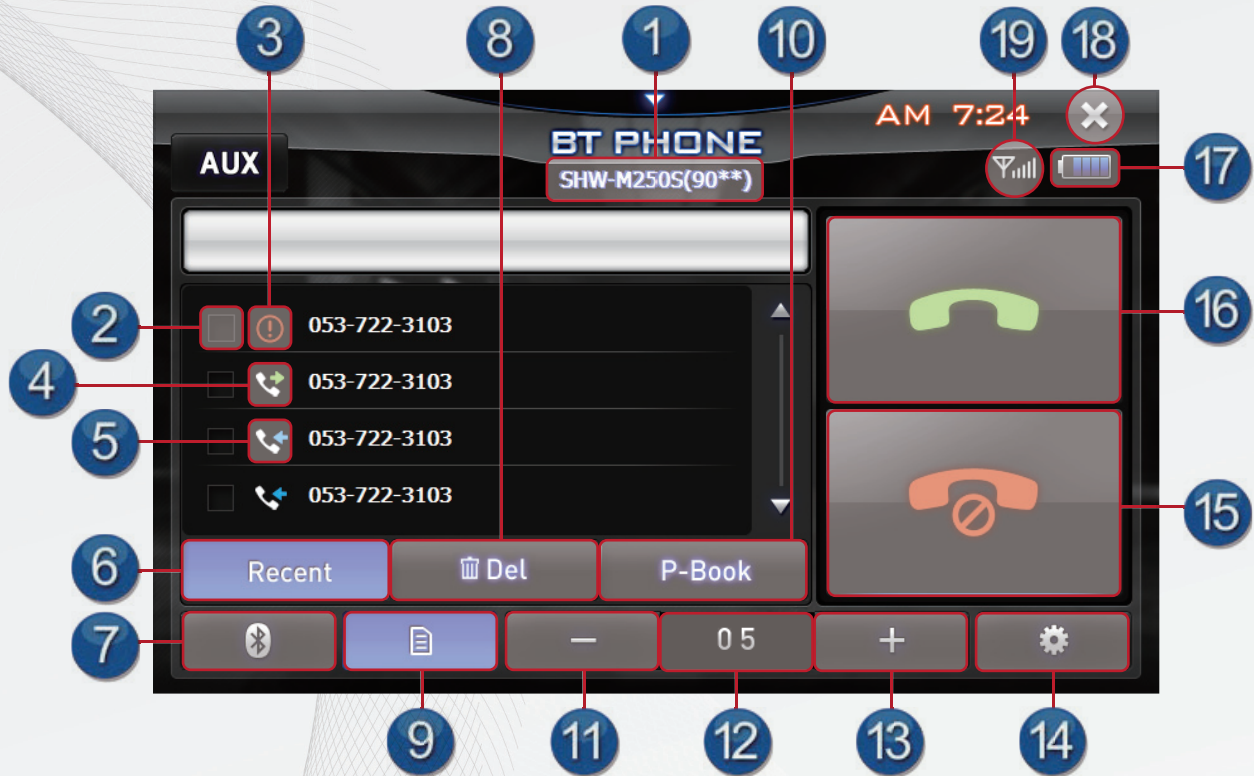 3 8 1 10 19 18
AM 7:24
BT PHONE
AUX
SHW-M250S(90**)
17
2
053-722-3103
16
4
053-722-3103
5
053-722-3103
053-722-3103
15
6
Recent
Del
P-Book
7
05
9 11 12 13 14